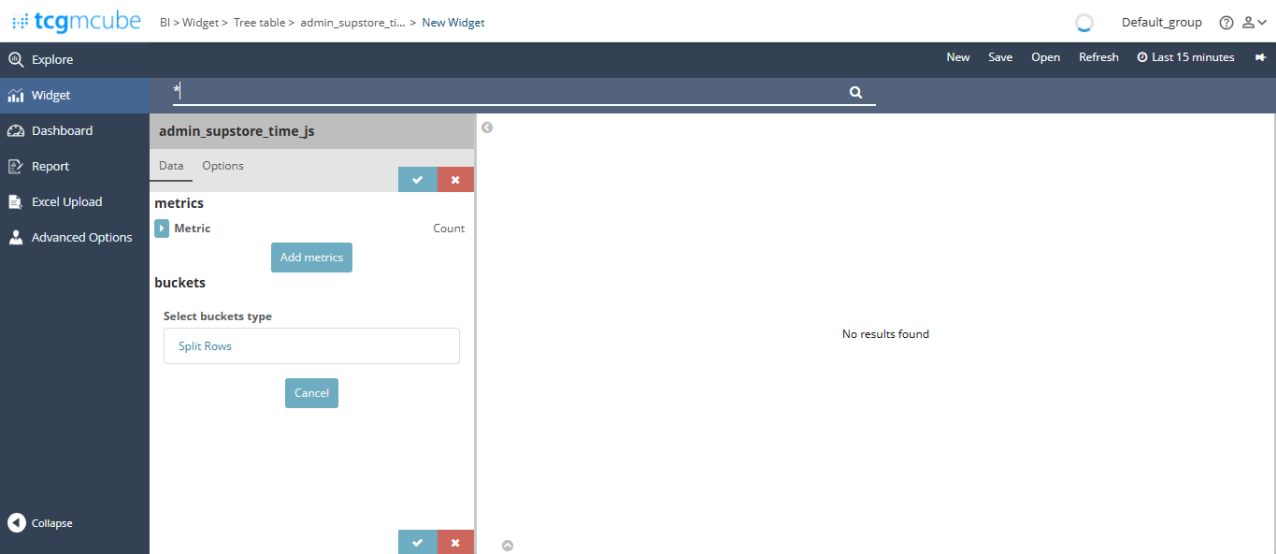 tcgmcube BI > Widget > Tree table > admin_supstore_ti... > New Widget Default_group
Explore New Save Open Refresh Last 15 minutes
Widget *
Dashboard
Report
Excel Upload
Advanced Options
Collapse
admin_supstore_time_js
Data Options
metrics
Metric Count
Add metrics
buckets
Select buckets type
Split Rows
Cancel
No results found